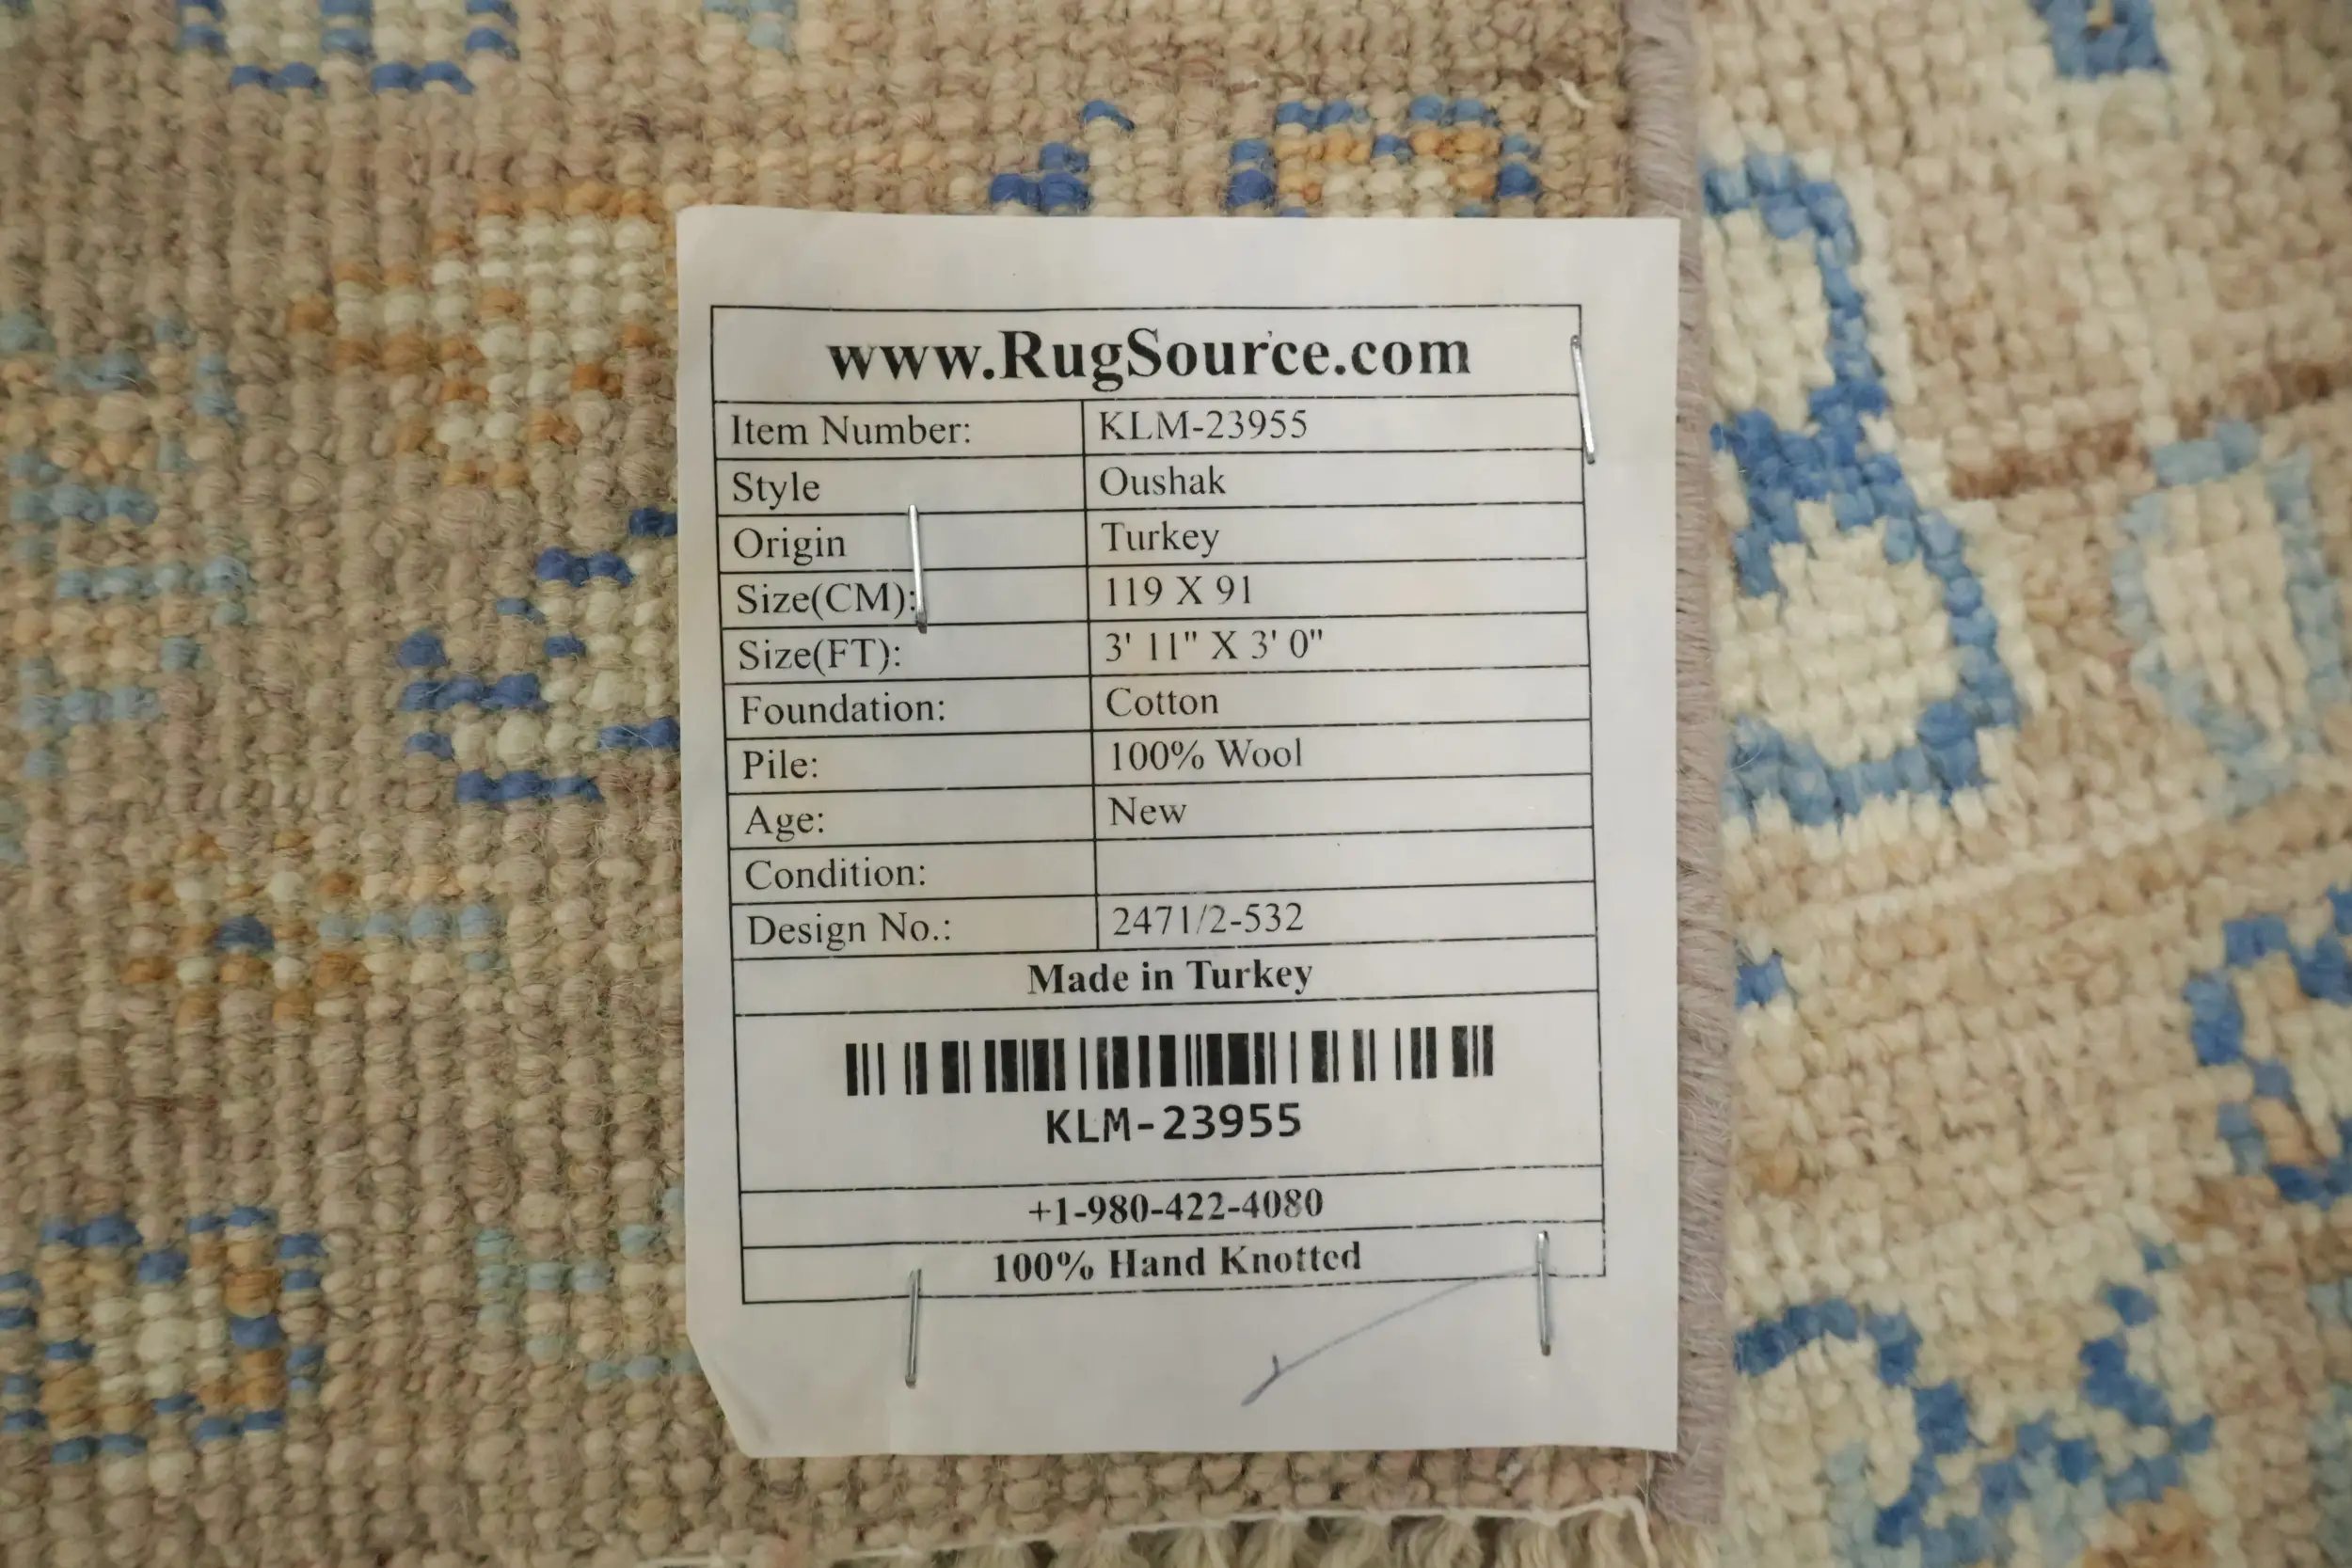 www.RugSource.com
Item Number: KLM-23955
Style Oushak
Origin Turkey
Size(CM): 119 X 91
Size(FT): 3' 11" X 3' 0"
Foundation: Cotton
Pile: 100% Wool
Age: New
Condition:
Design No.: 2471/2-532
Made in Turkey
KLM-23955
+1-980-422-4080
100% Hand Knotted